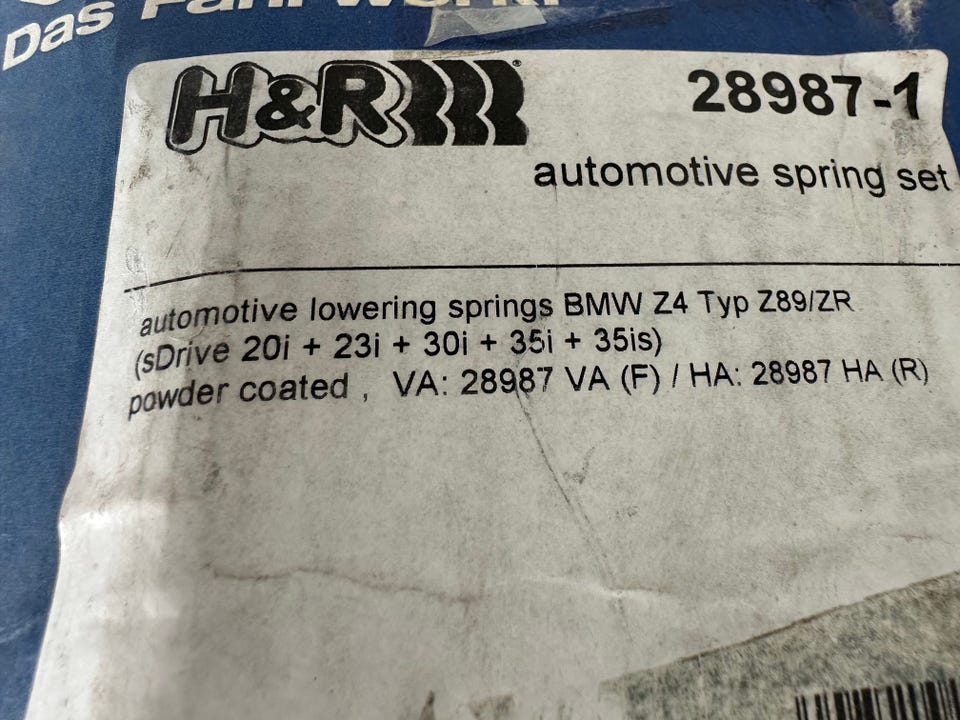 Das Fahrwerk!
H&R®
28987-1
automotive spring set
automotive lowering springs BMW Z4 Typ Z89/ZR
(sDrive 20i + 23i + 30i + 35i + 35is)
powder coated , VA: 28987 VA (F) / HA: 28987 HA (R)